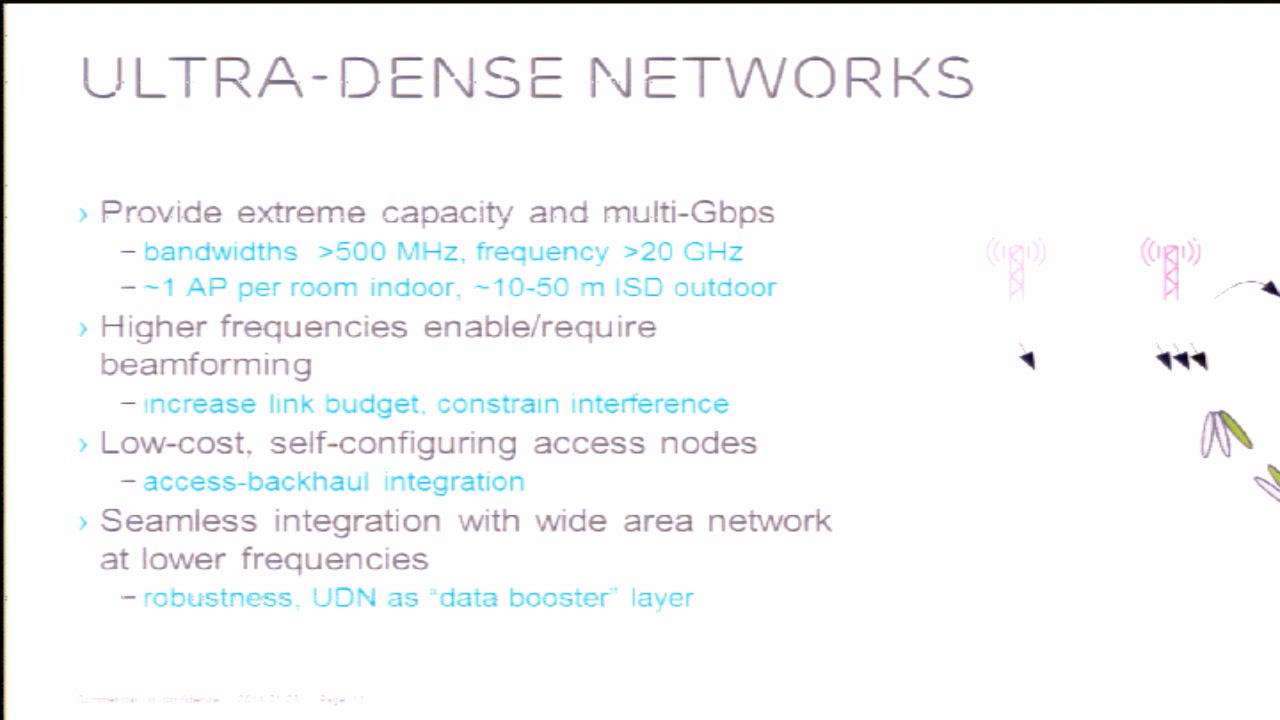 ULTRA-DENSE NETWORKS
› Provide extreme capacity and multi-Gbps
– bandwidths >500 MHz, frequency >20 GHz
– ~1 AP per room indoor, ~10-50 m ISD outdoor
› Higher frequencies enable/require
beamforming
– increase link budget, constrain interference
› Low-cost, self-configuring access nodes
– access-backhaul integration
› Seamless integration with wide area network
at lower frequencies
– robustness, UDN as “data booster” layer
Page